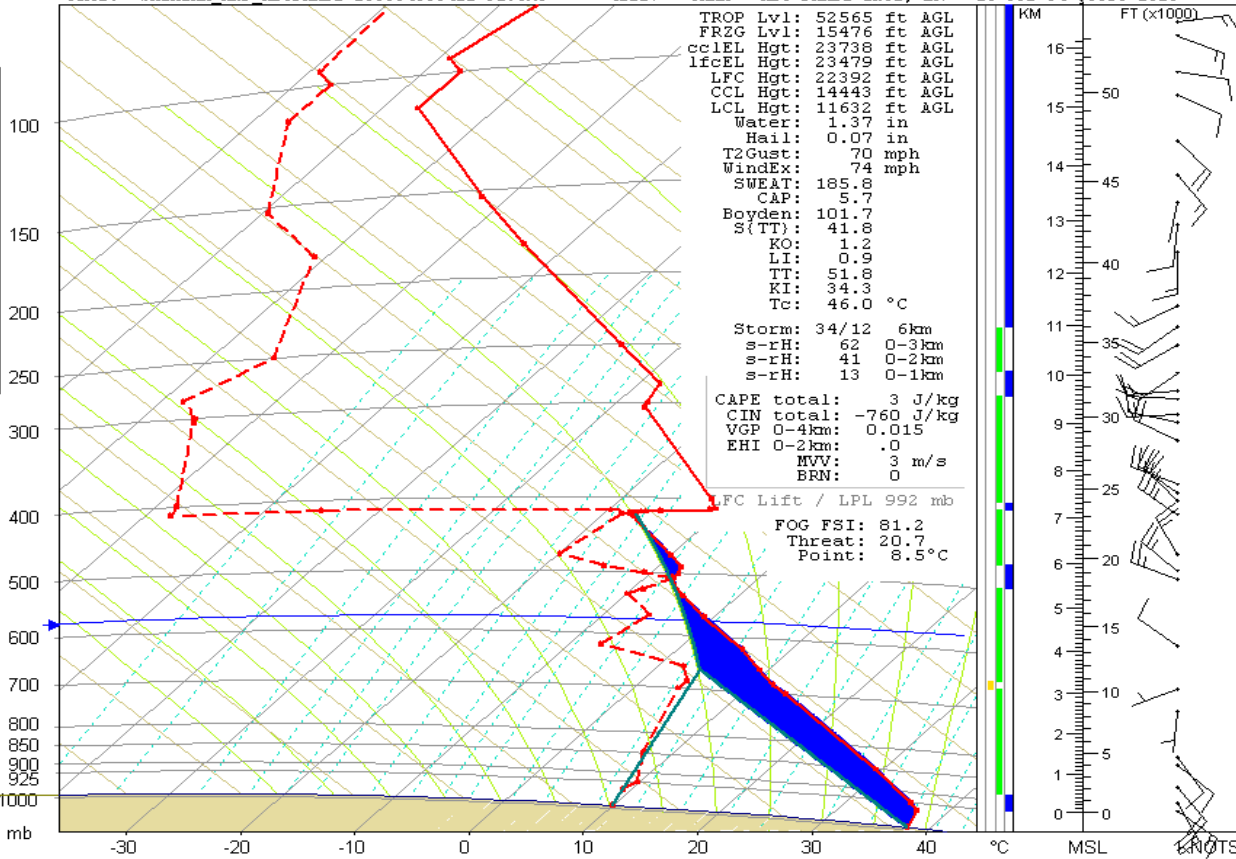 TROP Lvl: 52565 ft AGL
FRZG Lvl: 15476 ft AGL
cclEL Hgt: 23738 ft AGL
lfcEL Hgt: 23479 ft AGL
LFC Hgt: 22392 ft AGL
CCL Hgt: 14443 ft AGL
LCL Hgt: 11632 ft AGL
Water: 1.37 in
Hail: 0.07 in
T2Gust: 70 mph
WindEx: 74 mph
SWEAT: 185.8
CAP: 5.7
Boyden: 101.7
S(TT): 41.8
KO: 1.2
LI: 0.9
TT: 51.8
KI: 34.3
Tc: 46.0 °C
Storm: 34/12 6km
s-rH: 62 0-3km
s-rH: 41 0-2km
s-rH: 13 0-1km
CAPE total: 3 J/kg
CIN total: -760 J/kg
VGP 0-4km: 0.015
EHI 0-2km: .0
MVV: 3 m/s
BRN: 0
LFC Lift / LPL 992 mb
FOG FSI: 81.2
Threat: 20.7
Point: 8.5°C
100
150
200
250
300
400
500
600
700
800
850
900
925
1000
mb
-30 -20 -10 0 10 20 30 40 °C MSL KNOTS
KM
16
15
14
13
12
11
10
9
8
7
6
5
4
3
2
1
0
FT (x1000)
50
45
40
35
30
25
20
15
10
5
0